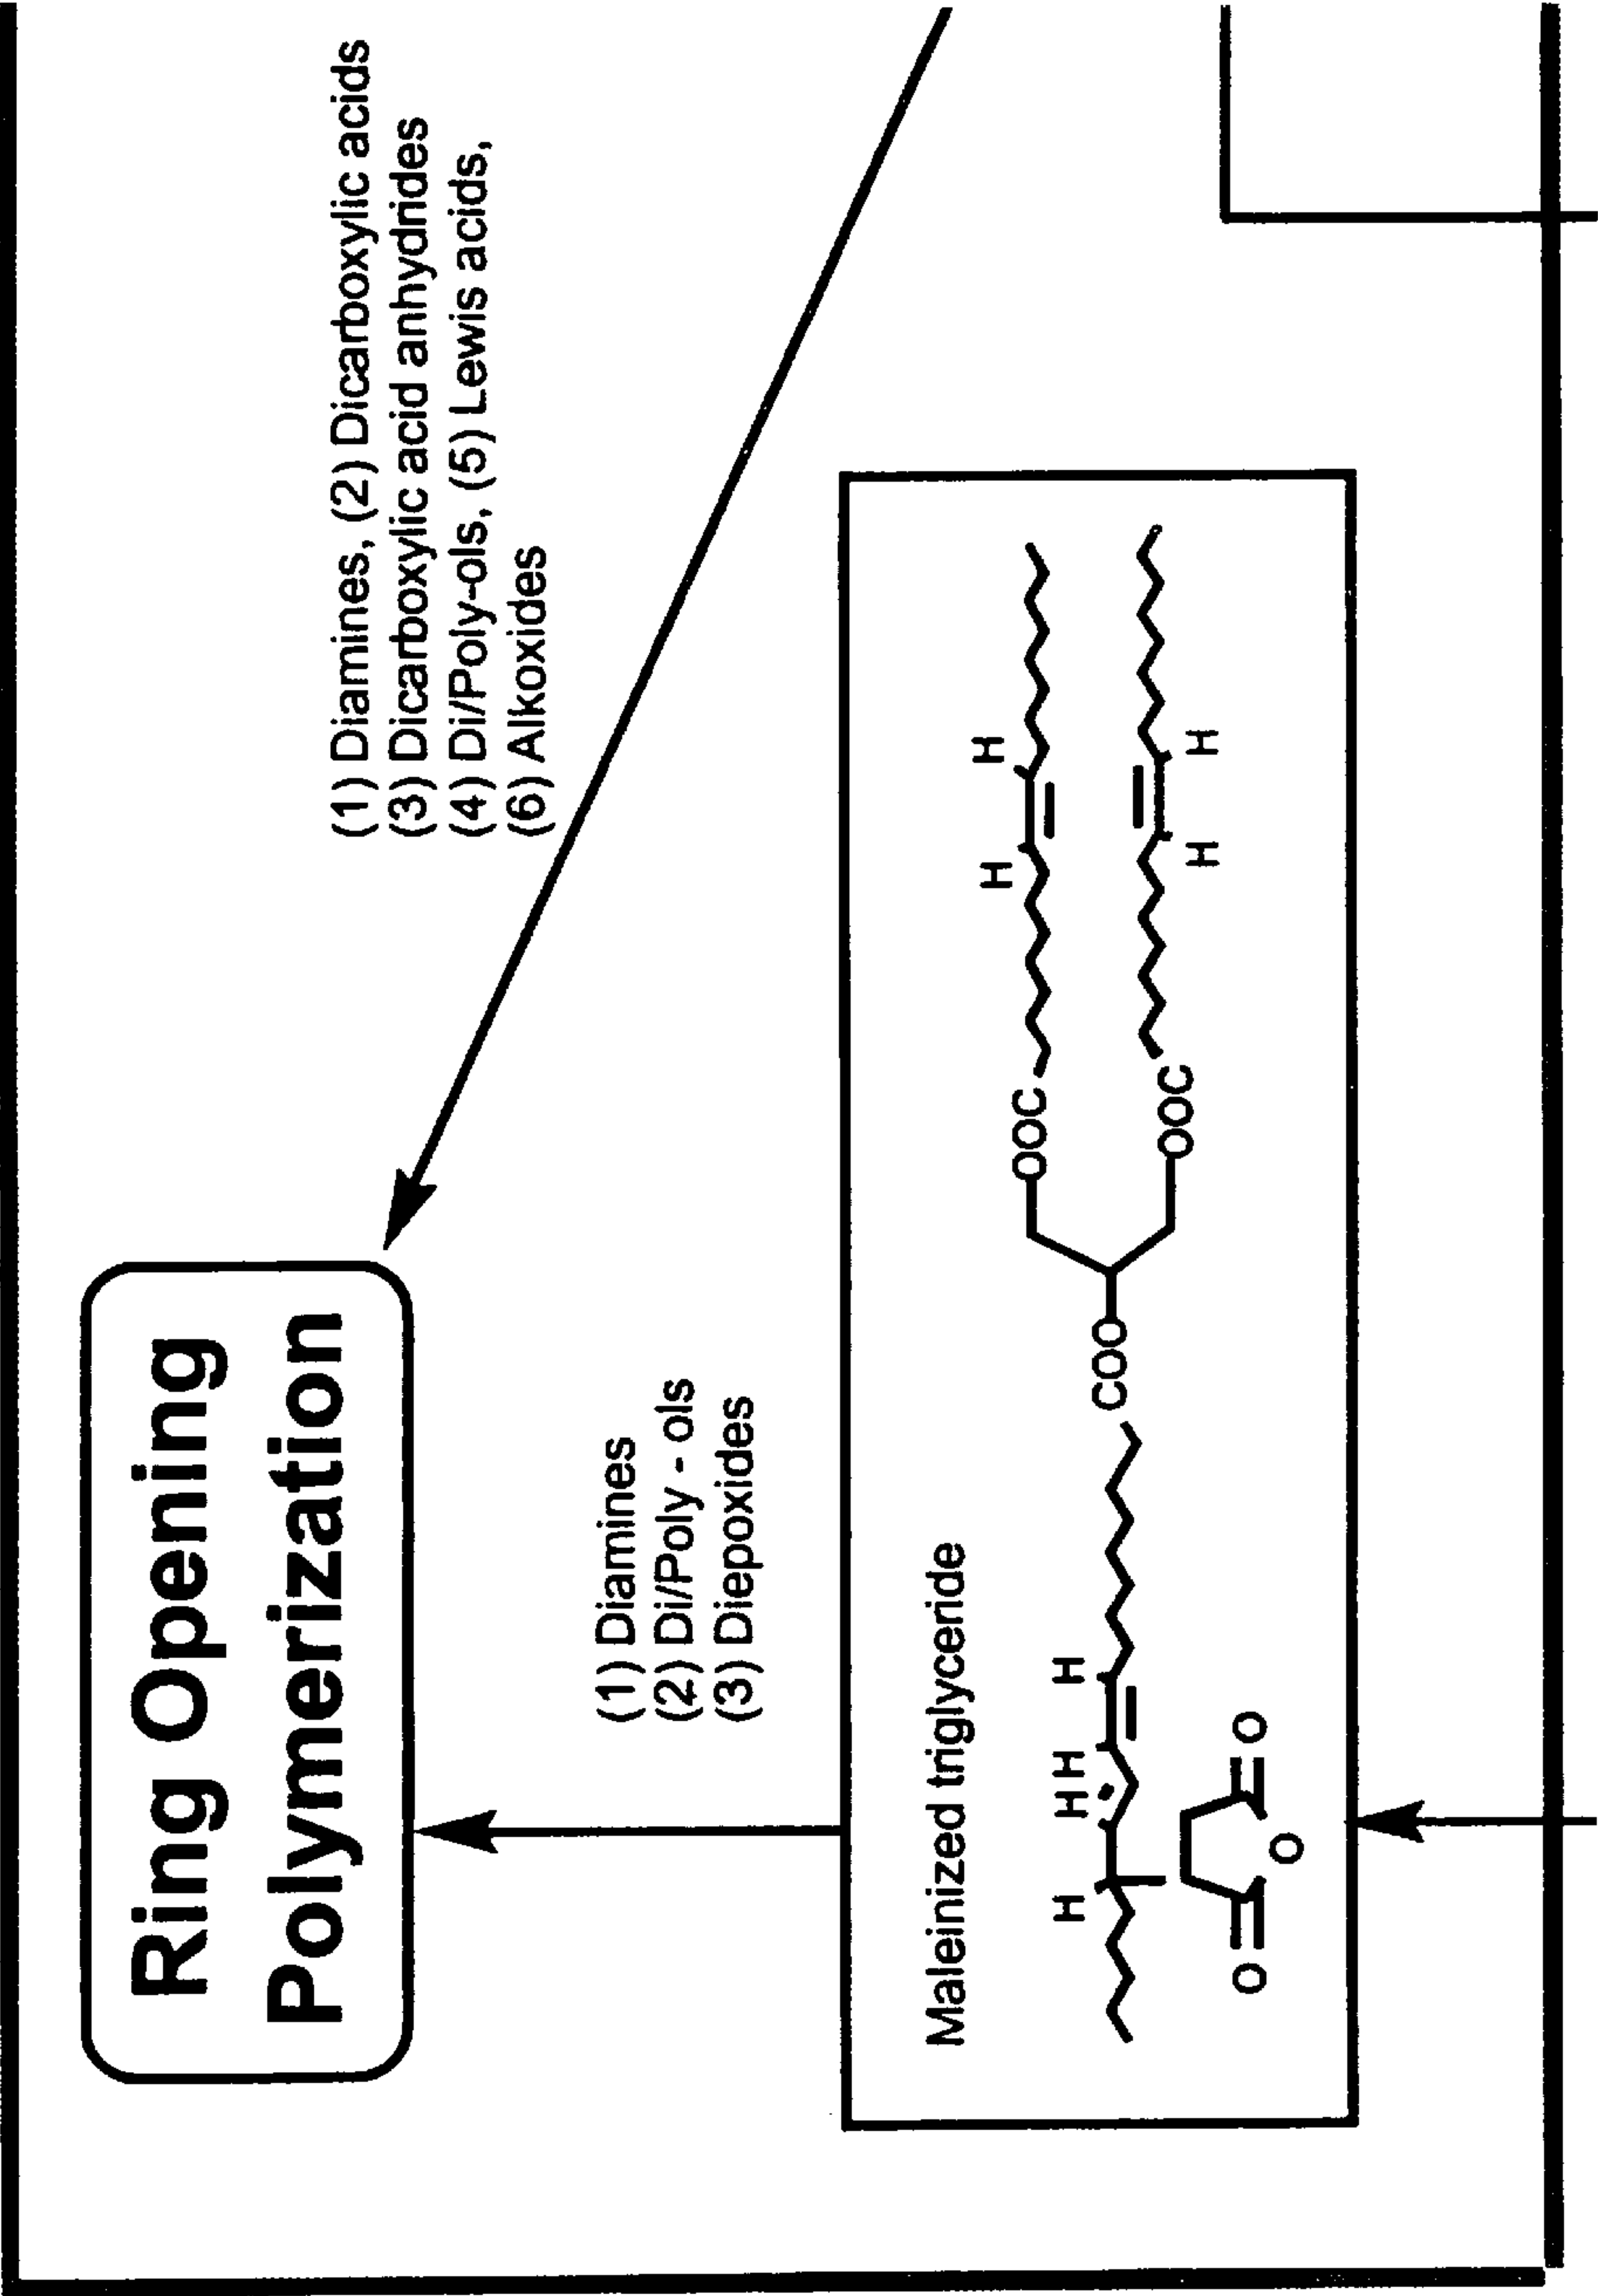 Ring Opening
Polymerization
(1) Diamines, (2) Dicarboxylic acids
(3) Dicarboxylic acid anhydrides
(4) Di/Poly-ols, (5) Lewis acids,
(6) Alkoxides
(1) Diamines
(2) Di/Poly - ols
(3) Diepoxides
Maleinized triglyceride
H H
OOC
H HH H
COO
OOC
H H
O O
O